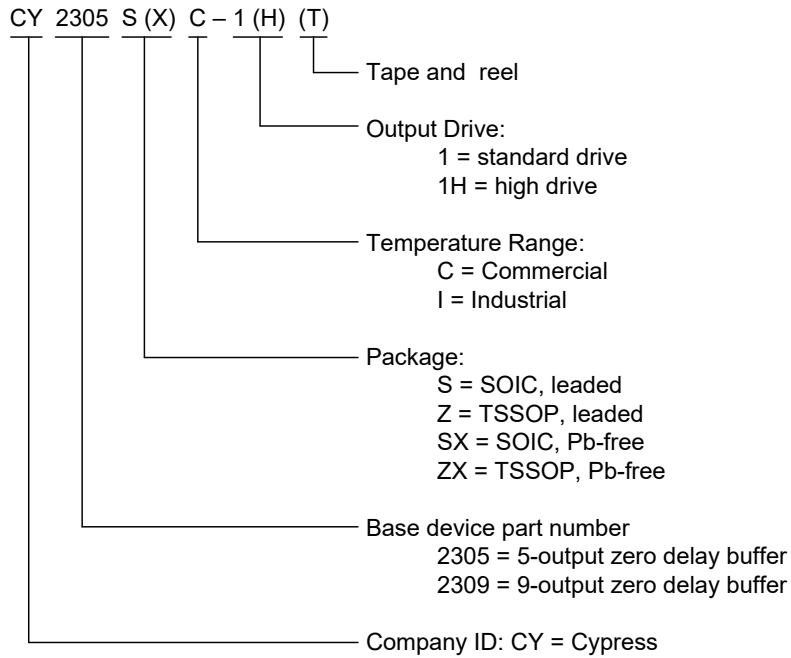 CY 2305 S (X) C – 1 (H) (T)
Tape and reel
Output Drive:
1 = standard drive
1H = high drive
Temperature Range:
C = Commercial
I = Industrial
Package:
S = SOIC, leaded
Z = TSSOP, leaded
SX = SOIC, Pb-free
ZX = TSSOP, Pb-free
Base device part number
2305 = 5-output zero delay buffer
2309 = 9-output zero delay buffer
Company ID: CY = Cypress